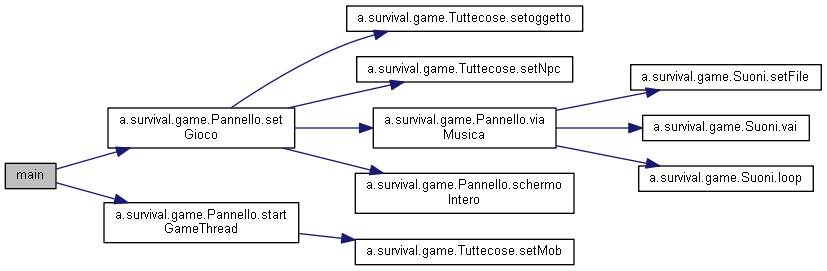 main
a.survival.game.Pannello.set
Gioco
a.survival.game.Pannello.start
GameThread
a.survival.game.Tuttecose.setoggetto
a.survival.game.Tuttecose.setNpc
a.survival.game.Pannello.via
Musica
a.survival.game.Pannello.schermo
Intero
a.survival.game.Tuttecose.setMob
a.survival.game.Suoni.setFile
a.survival.game.Suoni.vai
a.survival.game.Suoni.loop